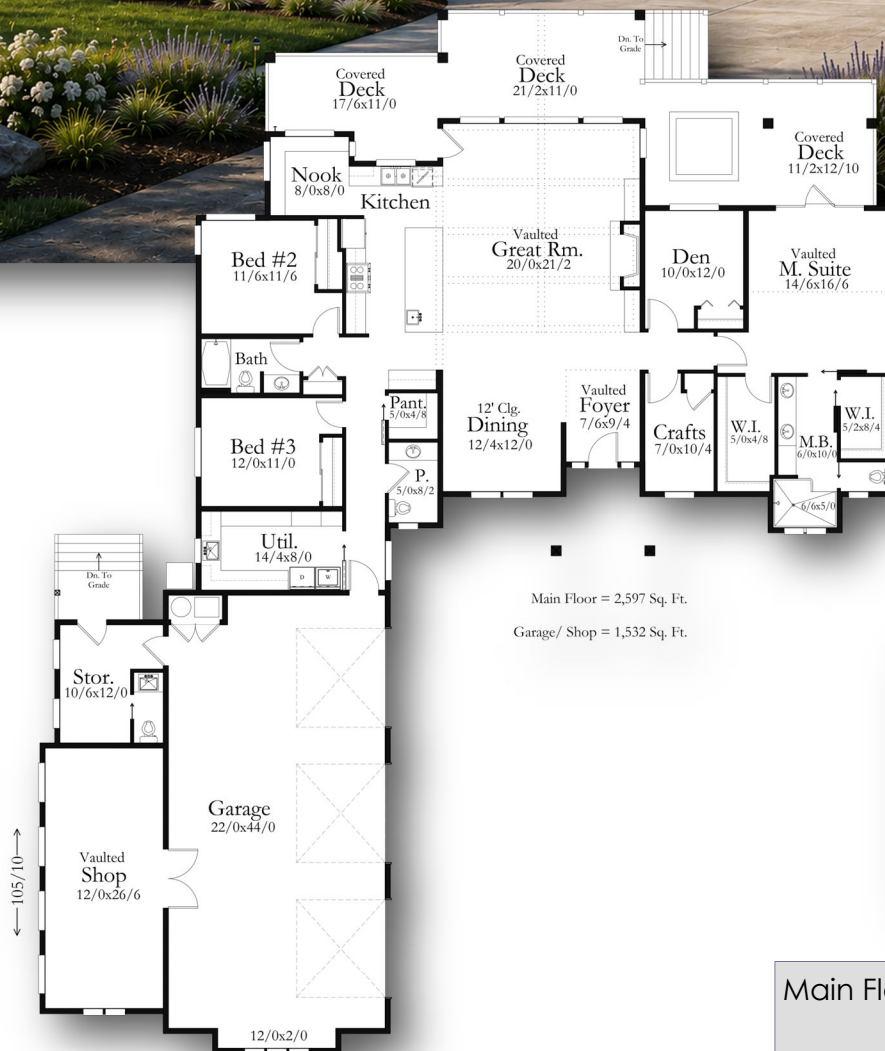 Dn. To
Grade
Covered
Deck
17/6x11/0
Covered
Deck
21/2x11/0
Covered
Deck
11/2x12/10
Nook
8/0x8/0
Kitchen
Bed #2
11/6x11/6
Vaulted
Great Rm.
20/0x21/2
Den
10/0x12/0
Vaulted
M. Suite
14/6x16/6
Bath
Pant.
5/0x4/8
12' Clg.
Dining
12/4x12/0
Vaulted
Foyer
7/6x9/4
Crafts
7/0x10/4
W.I.
5/0x4/8
M.B.
6/0x10/0
W.I.
5/2x8/4
Bed #3
12/0x11/0
P.
5/0x8/2
6/6x5/0
Util.
14/4x8/0
D
W
Dn. To
Grade
Main Floor = 2,597 Sq. Ft.
Garage/ Shop = 1,532 Sq. Ft.
Stor.
10/6x12/0
Garage
22/0x44/0
Vaulted
Shop
12/0x26/6
105/10
12/0x2/0
Main Flo